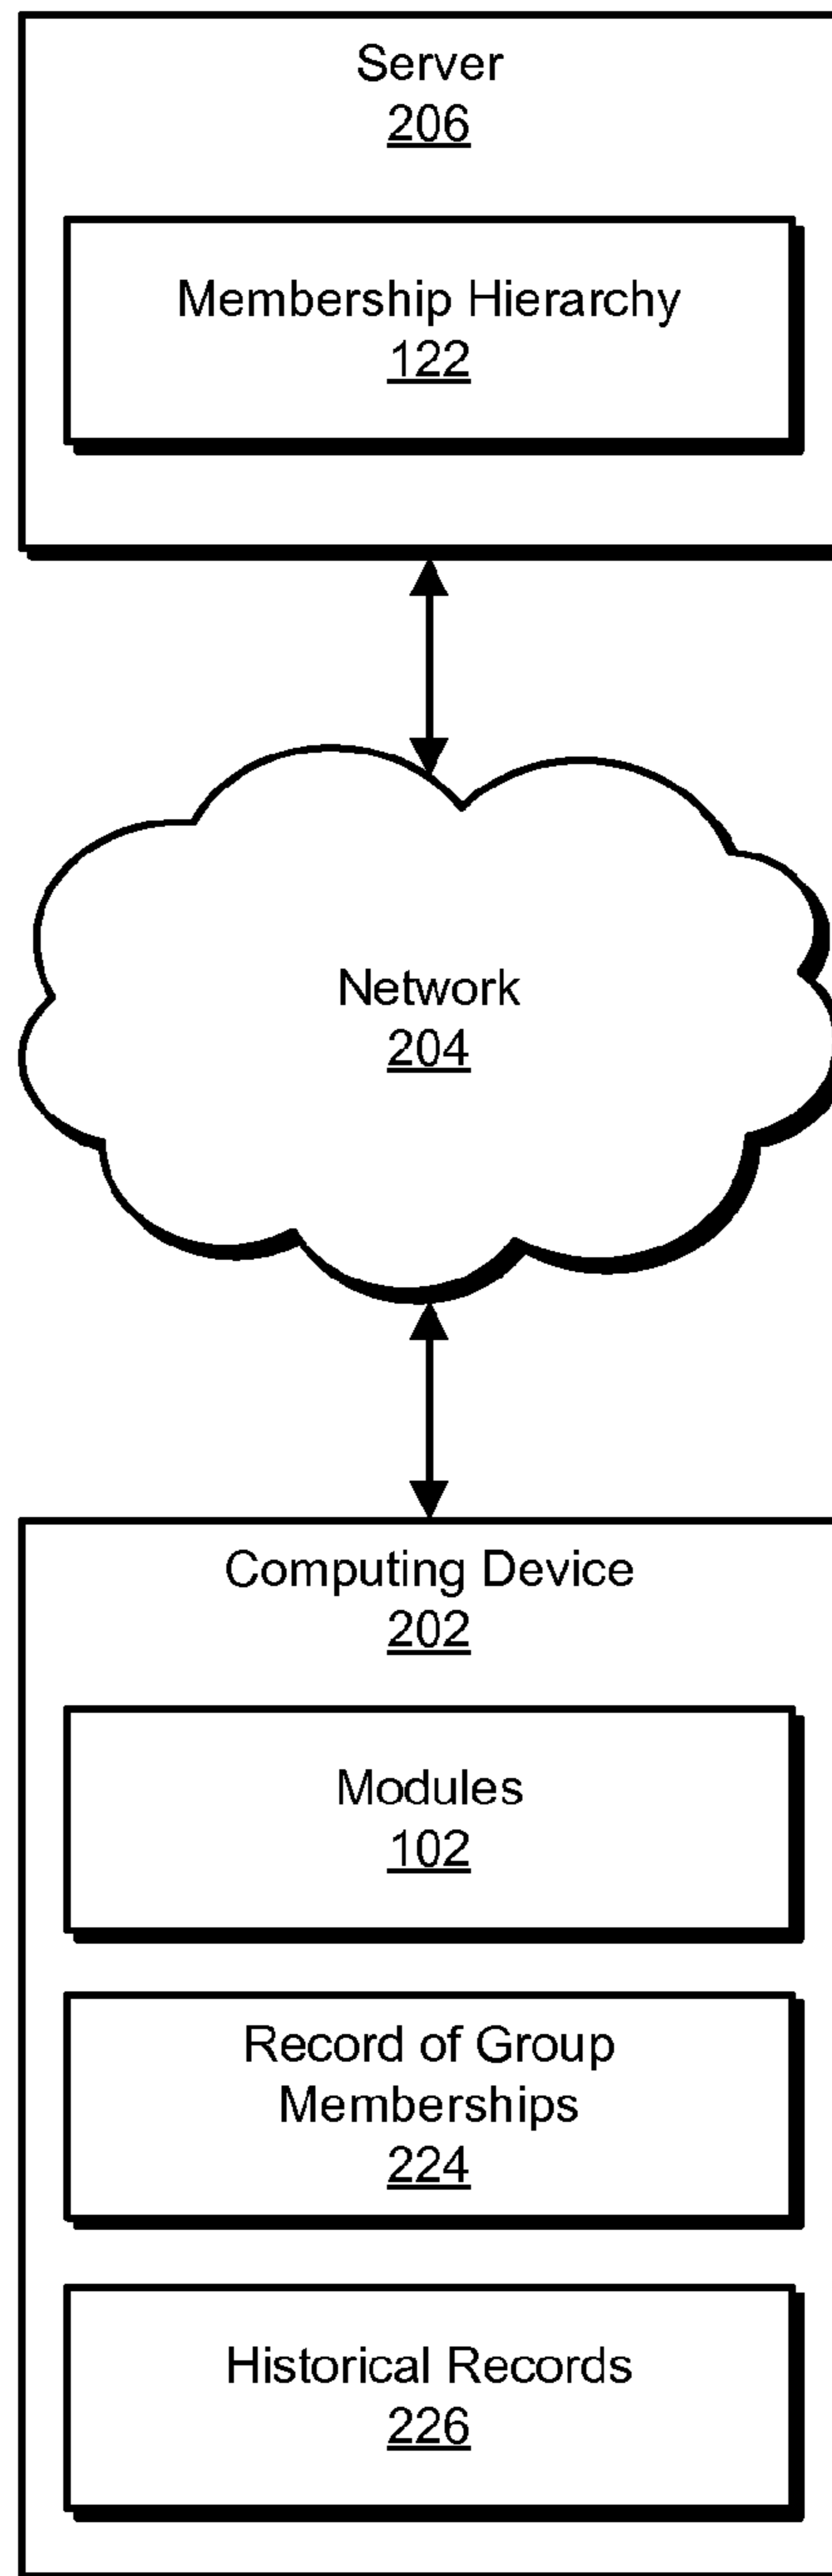 Server
206
Membership Hierarchy
122
Network
204
Computing Device
202
Modules
102
Record of Group
Memberships
224
Historical Records
226